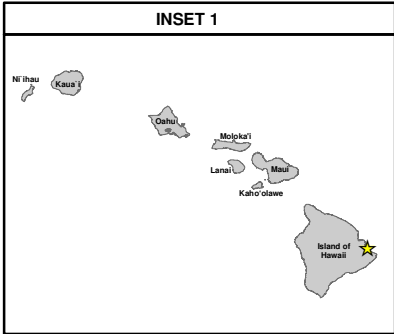 INSET 1
Ni`ihau
Kaua`i
Oahu
Moloka'i
Lanai
Maui
Kaho'olawe
Island of
Hawaii